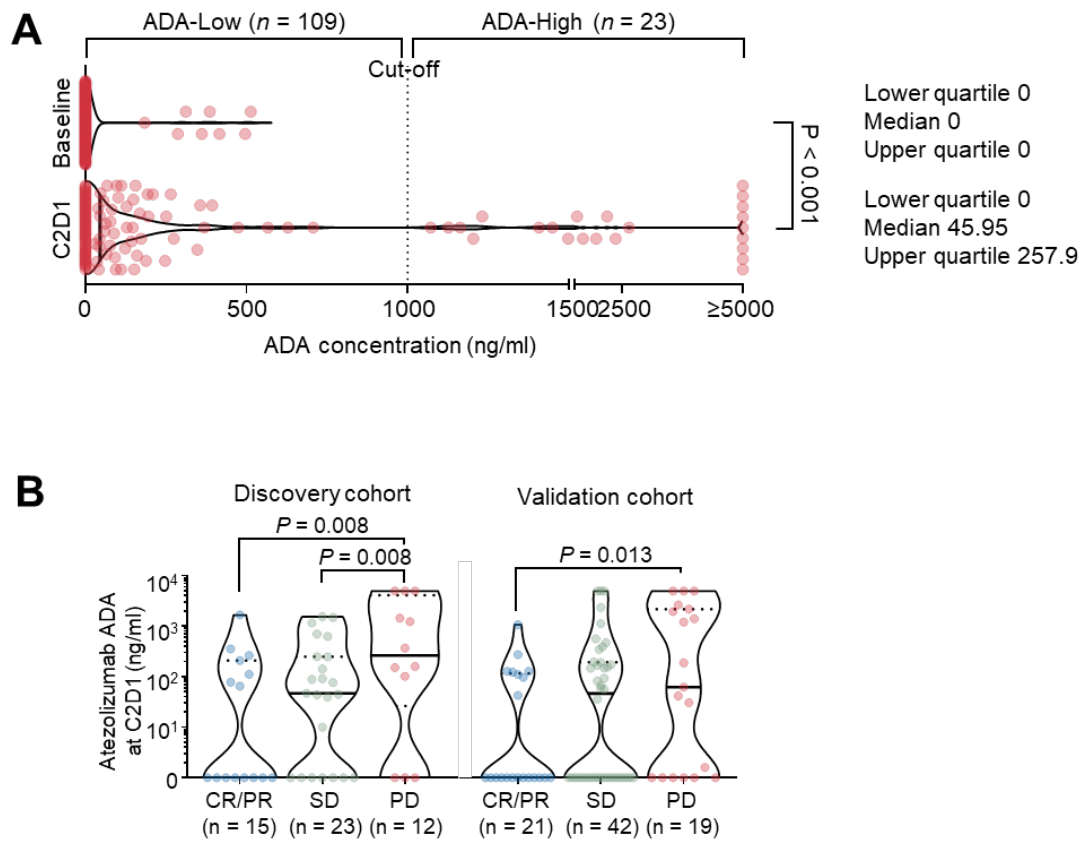 A
ADA-Low (n = 109)
ADA-High (n = 23)
Cut-off
Baseline
C2D1
P < 0.001
Lower quartile 0
Median 0
Upper quartile 0
Lower quartile 0
Median 45.95
Upper quartile 257.9
0 500 1000 1500 2500 ≥5000
ADA concentration (ng/ml)
B
Discovery cohort
Validation cohort
P = 0.008
P = 0.008
P = 0.013
Atezolizumab ADA
at C2D1 (ng/ml)
10⁴
10³
10²
10¹
0
CR/PR SD PD CR/PR SD PD
(n = 15) (n = 23) (n = 12) (n = 21) (n = 42) (n = 19)